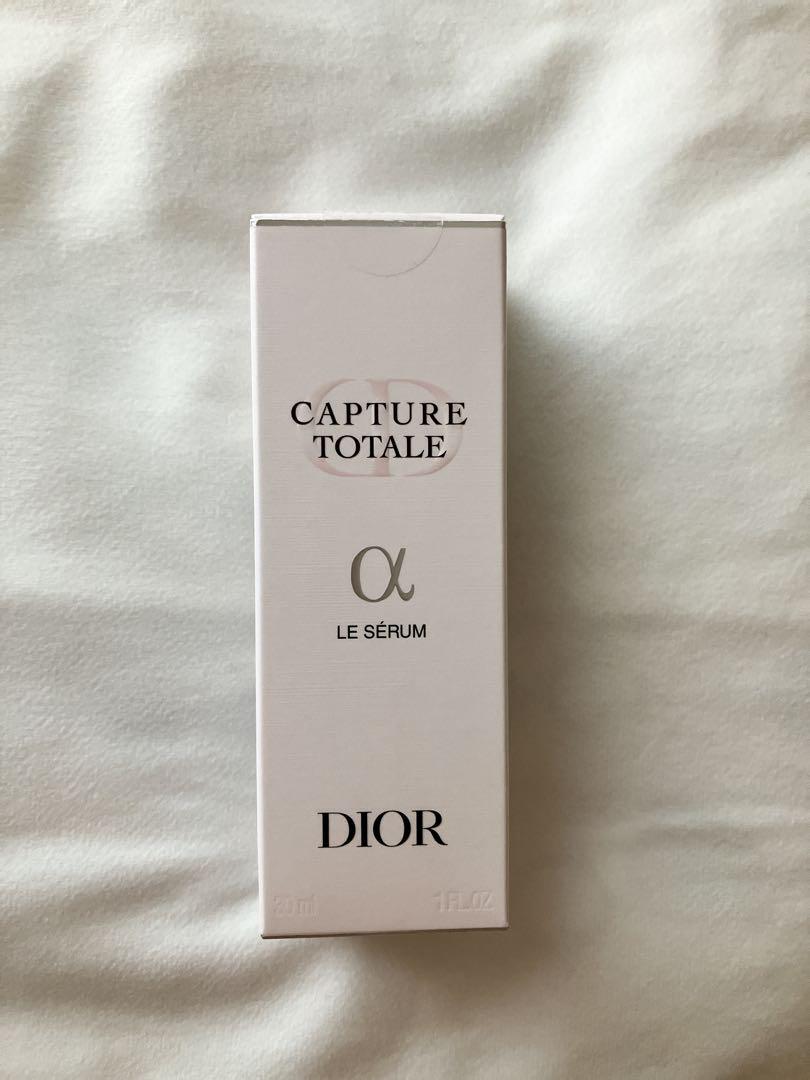 CAPTURE
TOTALE
α
LE SÉRUM
DIOR
30 ml 1 FL.OZ